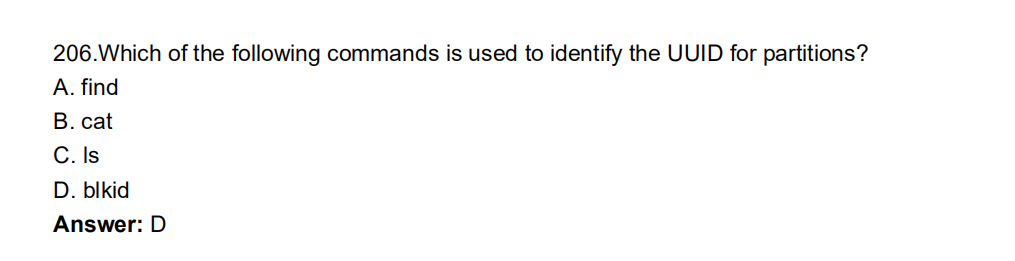 206.Which of the following commands is used to identify the UUID for partitions?
A. find
B. cat
C. ls
D. blkid
Answer: D